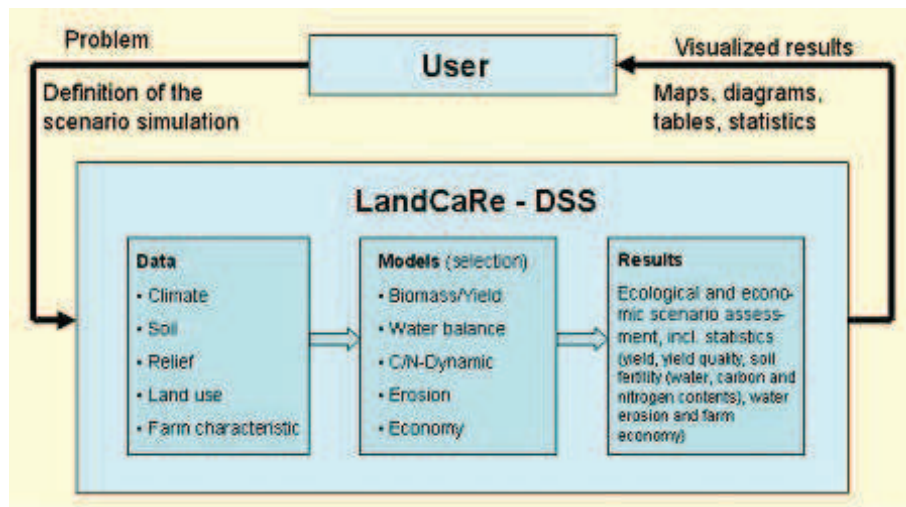 Problem
User
Visualized results
Definition of the
scenario simulation
Maps, diagrams,
tables, statistics
LandCaRe - DSS
Data
• Climate
• Soil
• Relief
• Land use
• Farm characteristic
Models (selection)
• Biomass/Yield
• Water balance
• C/N-Dynamic
• Erosion
• Economy
Results
Ecological and econo-
mic scenario assess-
ment, incl. statistics
(yield, yield quality, soil
fertility (water, carbon and
nitrogen contents), water
erosion and farm
economy)